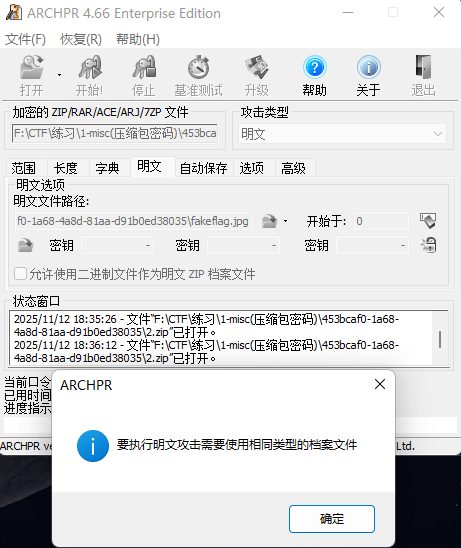 ARCHPR 4.66 Enterprise Edition
文件(F) 恢复(R) 帮助(H)
打开 开始! 停止 基准测试 升级 帮助 关于 退出
加密的 ZIP/RAR/ACE/ARJ/7ZP 文件 攻击类型
F:\CTF\练习\1-misc(压缩包密码)\453bca 明文
范围 长度 字典 明文 自动保存 选项 高级
明文选项
明文文件路径:
f0-1a68-4a8d-81aa-d91b0ed38035\fakeflag.jpg 开始于: 0
密钥 - 密钥 - 密钥 -
允许使用二进制文件作为明文 ZIP 档案文件
状态窗口
2025/11/12 18:35:26 - 文件"F:\CTF\练习\1-misc(压缩包密码)\453bcaf0-1a68-
4a8d-81aa-d91b0ed38035\2.zip"已打开。
2025/11/12 18:36:12 - 文件"F:\CTF\练习\1-misc(压缩包密码)\453bcaf0-1a68-
4a8d-81aa-d91b0ed38035\2.zip"已打开。
当前口令
已用时间
进度指示
ARCHPR ve Ltd.
ARCHPR
要执行明文攻击需要使用相同类型的档案文件
确定